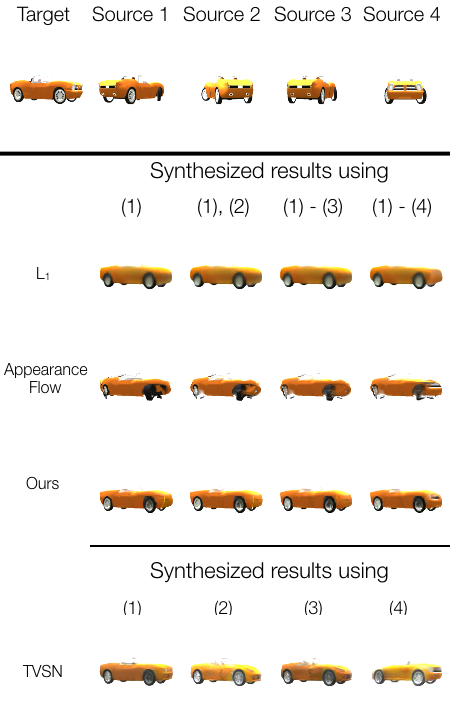 Target Source 1 Source 2 Source 3 Source 4
Synthesized results using
(1) (1), (2) (1) - (3) (1) - (4)
L₁
Appearance
Flow
Ours
Synthesized results using
(1) (2) (3) (4)
TVSN